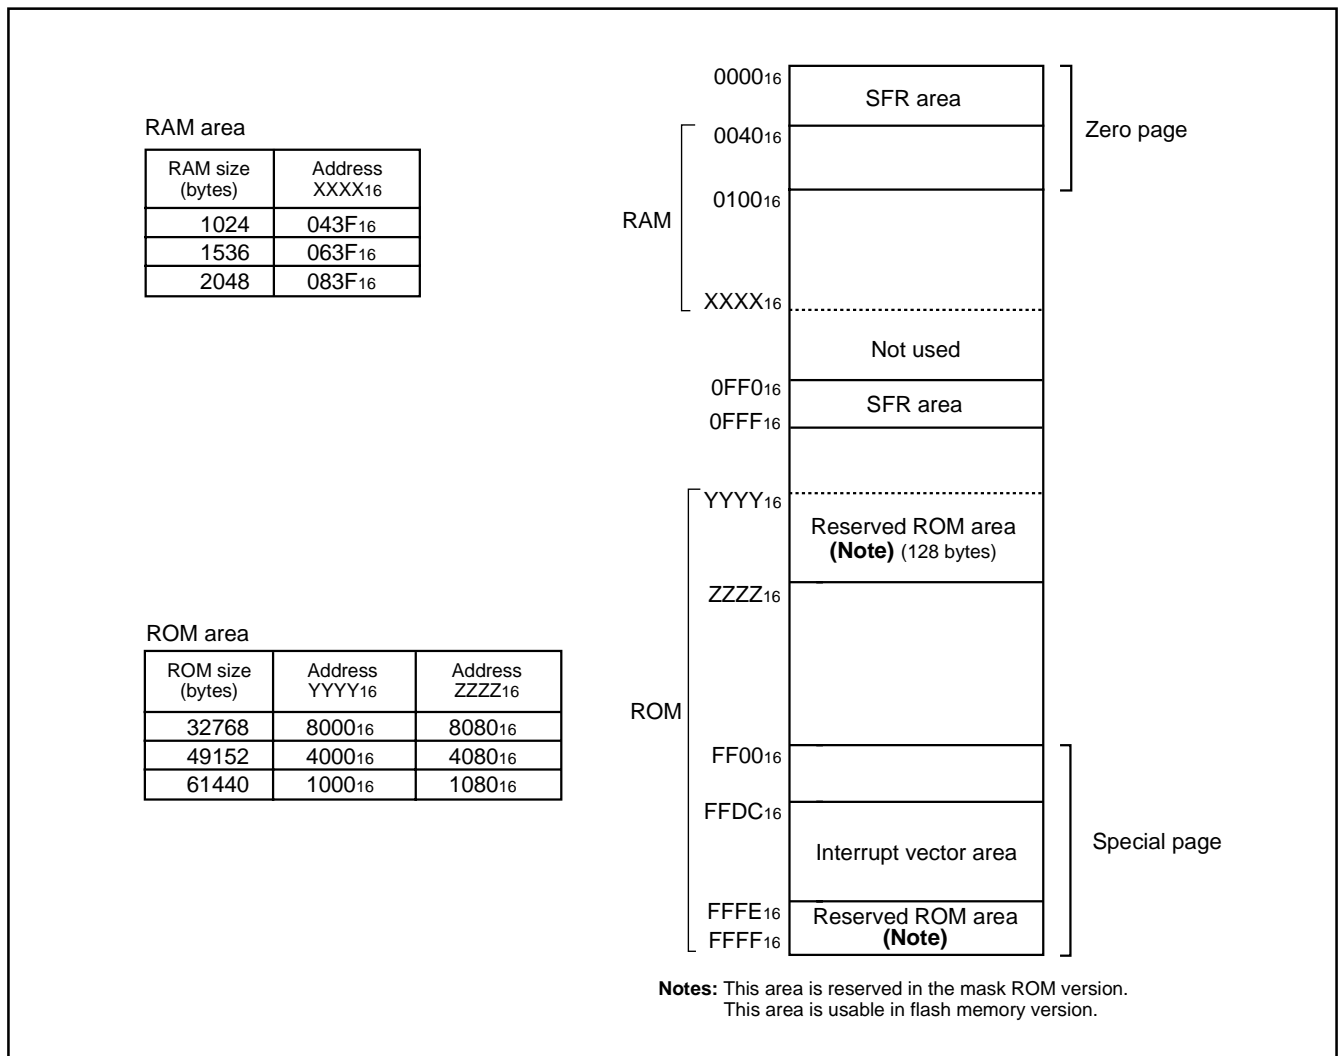 RAM area
RAM size (bytes) Address XXXX16
1024 043F16
1536 063F16
2048 083F16
ROM area
ROM size (bytes) Address YYYY16 Address ZZZZ16
32768 800016 808016
49152 400016 408016
61440 100016 108016
RAM
ROM
000016
SFR area
004016
010016
XXXX16
Not used
0FF016
SFR area
0FFF16
YYYY16
Reserved ROM area
(Note) (128 bytes)
ZZZZ16
FF0016
FFDC16
Interrupt vector area
FFFE16
Reserved ROM area
FFFF16
(Note)
Zero page
Special page
Notes: This area is reserved in the mask ROM version.
This area is usable in flash memory version.